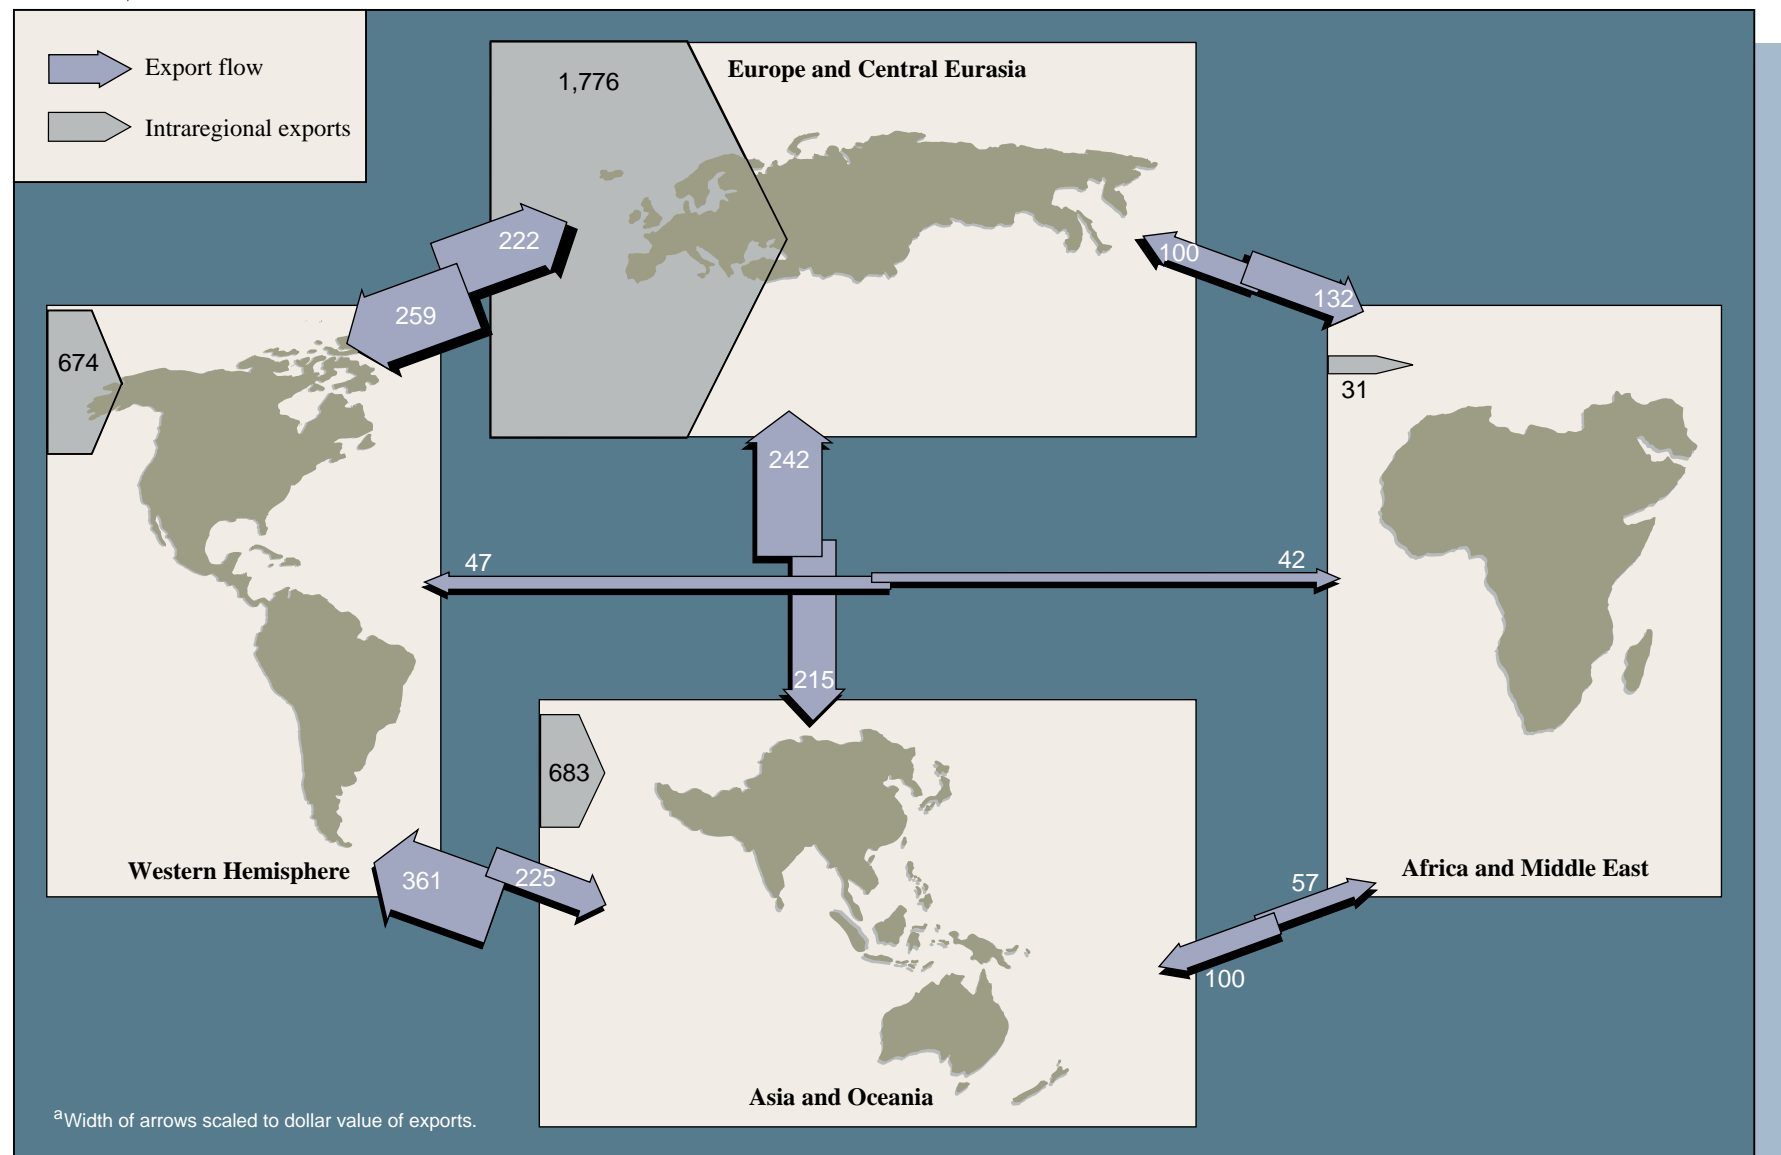 Export flow
Intraregional exports
1,776
Europe and Central Eurasia
222
259
100
132
674
31
242
47
42
215
683
Western Hemisphere
361
225
57
Africa and Middle East
100
Asia and Oceania
aWidth of arrows scaled to dollar value of exports.